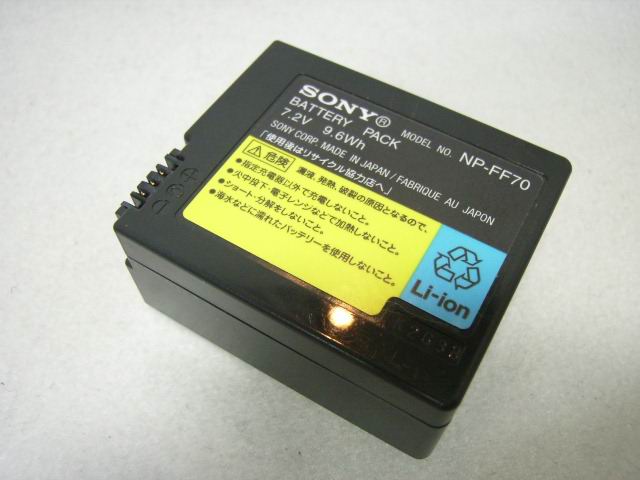 SONY®
BATTERY PACK
7.2V 9.6Wh MODEL NO. NP-FF70
SONY CORP. MADE IN JAPAN / FABRIQUE AU JAPON
「使用後はリサイクル協力店へ」
⚠危険 漏液、発熱、破裂の原因となるので、
●指定充電器以外で充電しないこと。
●火中投下、電子レンジなどで加熱しないこと。
●ショート・分解をしないこと。
●海水などに濡れたバッテリーを使用しないこと。
Li-ion